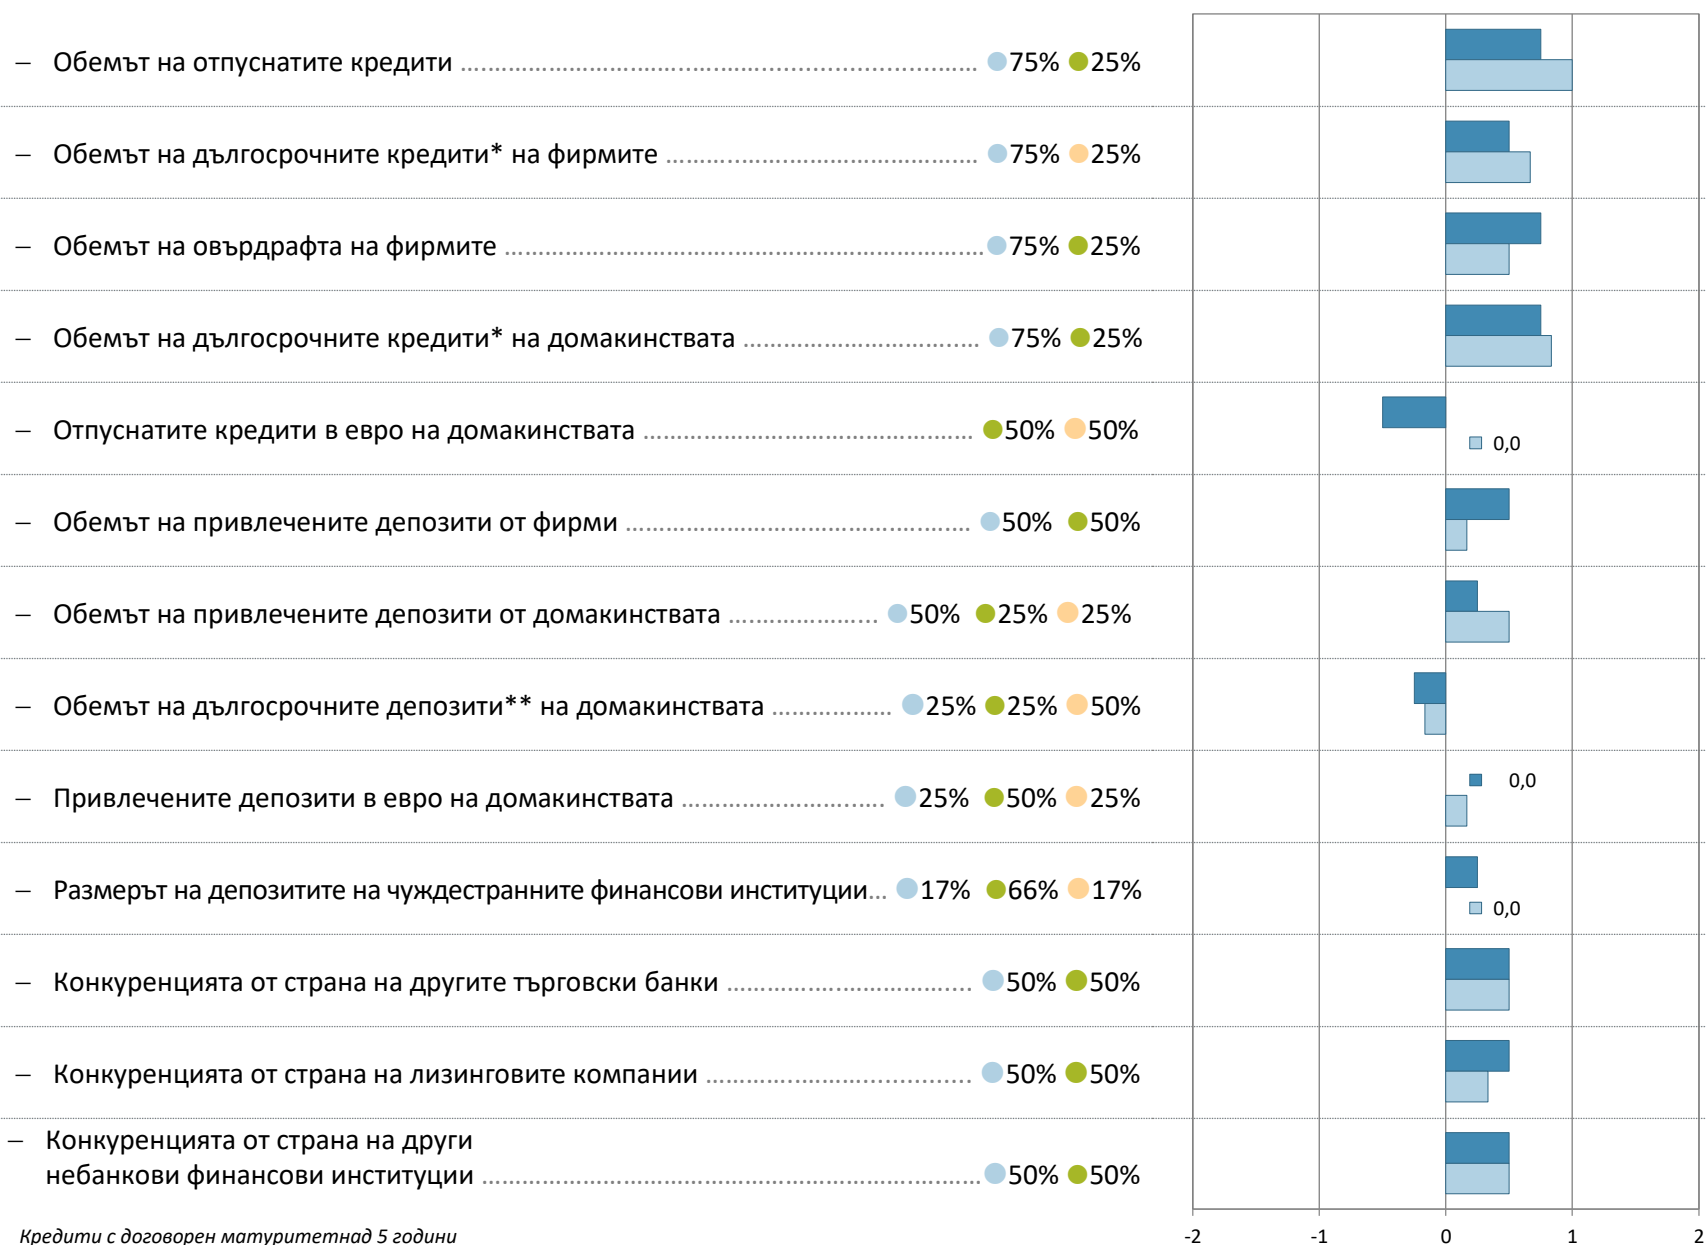 – Обемът на отпуснатите кредити ........ 75% 25%
– Обемът на дългосрочните кредити* на фирмите ........ 75% 25%
– Обемът на овърдрафта на фирмите ........ 75% 25%
– Обемът на дългосрочните кредити* на домакинствата ........ 75% 25%
– Отпуснатите кредити в евро на домакинствата ........ 50% 50%
0,0
– Обемът на привлечените депозити от фирми ........ 50% 50%
– Обемът на привлечените депозити от домакинствата ........ 50% 25% 25%
– Обемът на дългосрочните депозити** на домакинствата ........ 25% 25% 50%
– Привлечените депозити в евро на домакинствата ........ 25% 50% 25%
0,0
– Размерът на депозитите на чуждестранните финансови институции... 17% 66% 17%
0,0
– Конкуренцията от страна на другите търговски банки ........ 50% 50%
– Конкуренцията от страна на лизинговите компании ........ 50% 50%
– Конкуренцията от страна на други
небанкови финансови институции ........ 50% 50%
Кредити с договорен матуритетнад 5 години
-2 -1 0 1 2